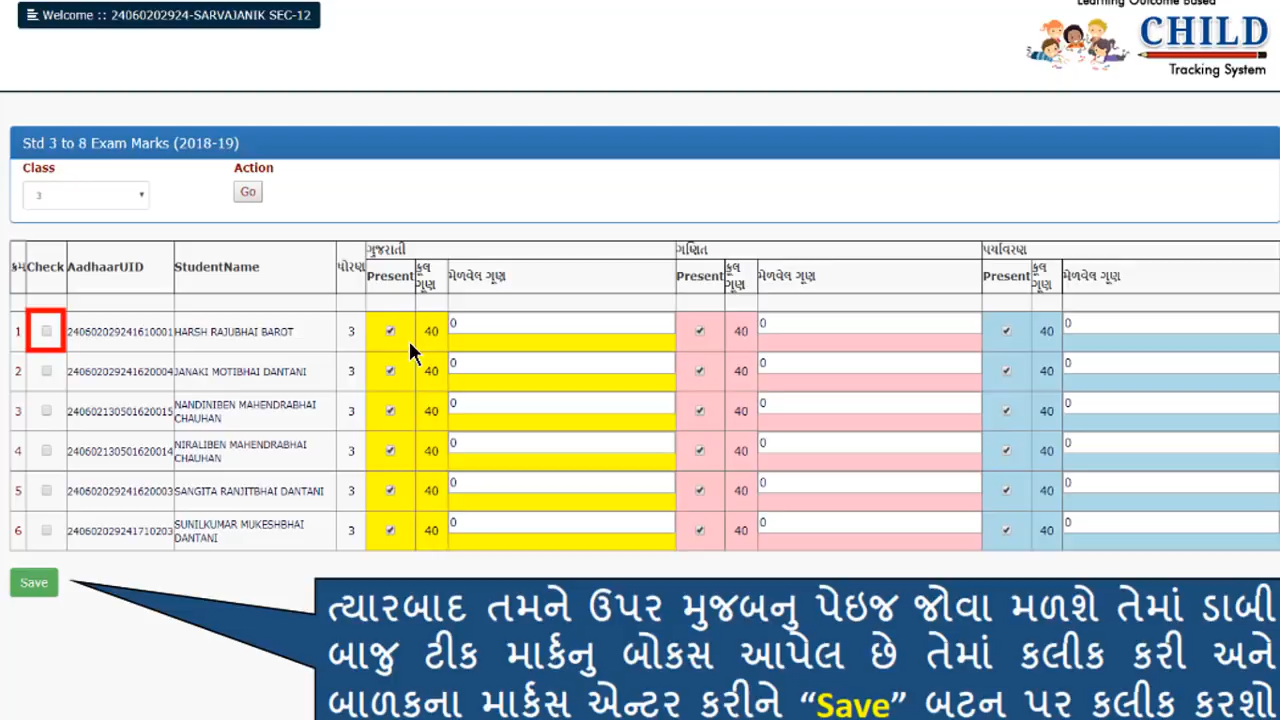 Welcome :: 24060202924-SARVAJANIK SEC-12
Learning Outcome Based
CHILD
Tracking System
Std 3 to 8 Exam Marks (2018-19)
Class Action
3 Go
ગુજરાતી ગણિત પર્યાવરણ
ક્રમ Check AadhaarUID StudentName ધોરણ Present કૂલ ગૂણ મેળવેલ ગૂણ Present કૂલ ગૂણ મેળવેલ ગૂણ Present કૂલ ગૂણ મેળવેલ ગૂણ
1 240602029241610001 HARSH RAJUBHAI BAROT 3 40 0 40 0 40 0
2 240602029241620004 JANAKI MOTIBHAI DANTANI 3 40 0 40 0 40 0
3 240602130501620015 NANDINIBEN MAHENDRABHAI CHAUHAN 3 40 0 40 0 40 0
4 240602130501620014 NIRALIBEN MAHENDRABHAI CHAUHAN 3 40 0 40 0 40 0
5 240602029241620003 SANGITA RANJITBHAI DANTANI 3 40 0 40 0 40 0
6 240602029241710203 SUNILKUMAR MUKESHBHAI DANTANI 3 40 0 40 0 40 0
Save
ત્યારબાદ તમને ઉપર મુજબનુ પેઇજ જોવા મળશે તેમાં ડાબી
બાજુ ટીક માર્કનુ બોકસ આપેલ છે તેમાં કલીક કરી અને
બાળકના માર્કસ એન્ટર કરીને “Save” બટન પર કલીક કરશો